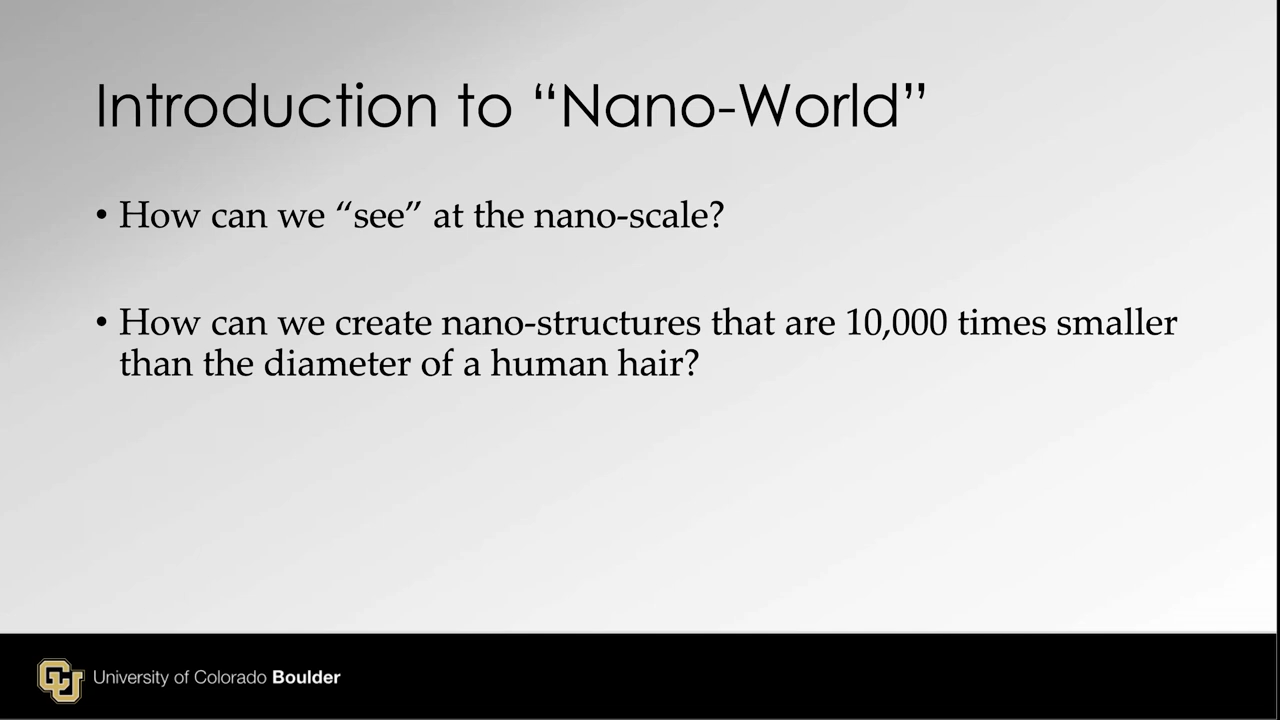 Introduction to “Nano-World”
• How can we “see” at the nano-scale?
• How can we create nano-structures that are 10,000 times smaller
than the diameter of a human hair?
CU University of Colorado Boulder